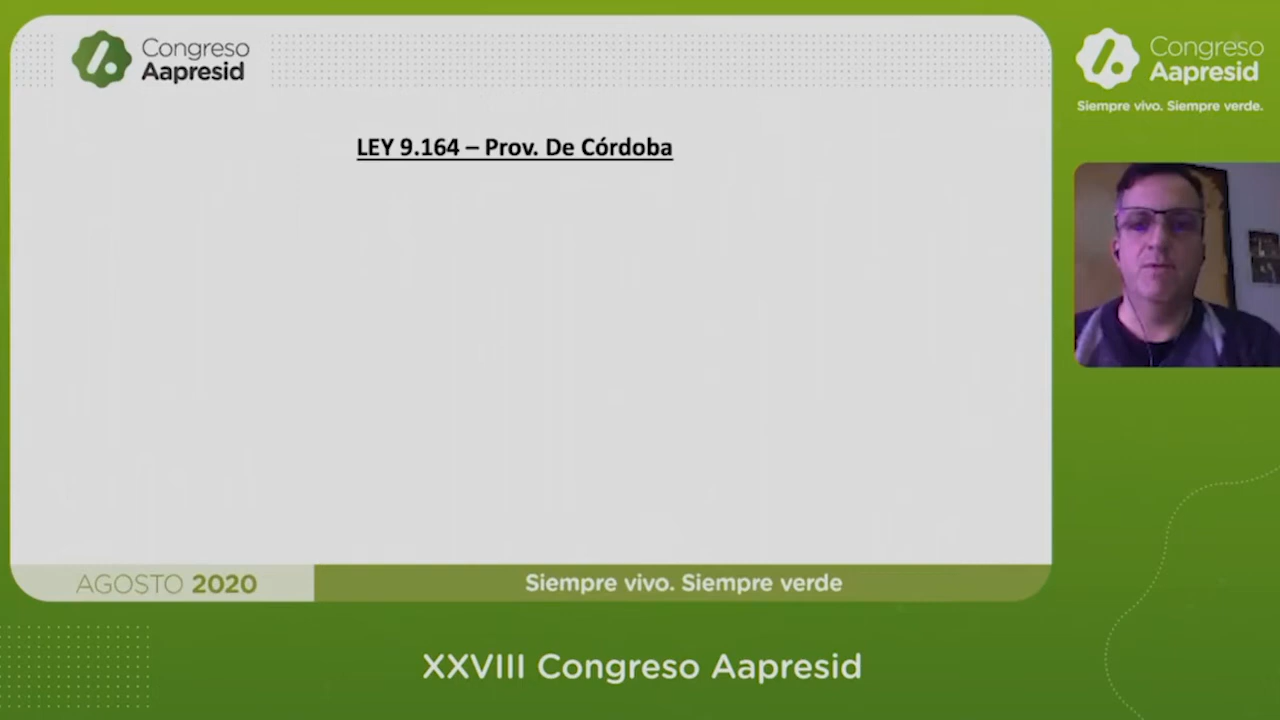 Congreso
Aapresid
LEY 9.164 – Prov. De Córdoba
AGOSTO 2020
Siempre vivo. Siempre verde
Congreso
Aapresid
Siempre vivo. Siempre verde.
XXVIII Congreso Aapresid